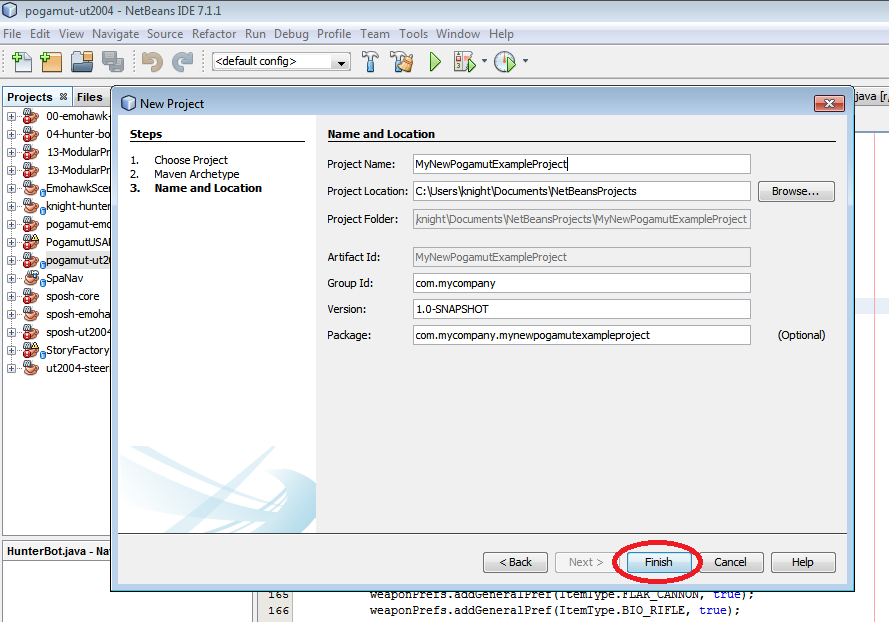 pogamut-ut2004 - NetBeans IDE 7.1.1
File Edit View Navigate Source Refactor Run Debug Profile Team Tools Window Help
<default config>
Projects Files
java [r
New Project
00-emohawk-
04-hunter-bo
13-ModularPr
13-ModularPr
EmohawkScen
knight-hunter
pogamut-emo
PogamutUSA
pogamut-ut20
SpaNav
sposh-core
sposh-emoha
sposh-ut2004
StoryFactory
ut2004-steer
Steps
1. Choose Project
2. Maven Archetype
3. Name and Location
Name and Location
Project Name: MyNewPogamutExampleProject
Project Location: C:\Users\knight\Documents\NetBeansProjects Browse...
Project Folder: knight\Documents\NetBeansProjects\MyNewPogamutExampleProject
Artifact Id: MyNewPogamutExampleProject
Group Id: com.mycompany
Version: 1.0-SNAPSHOT
Package: com.mycompany.mynewpogamutexampleproject (Optional)
< Back Next > Finish Cancel Help
HunterBot.java - Na
165 weaponPrefs.addGeneralPref(ItemType.FLAK_CANNON, true);
166 weaponPrefs.addGeneralPref(ItemType.BIO_RIFLE, true);